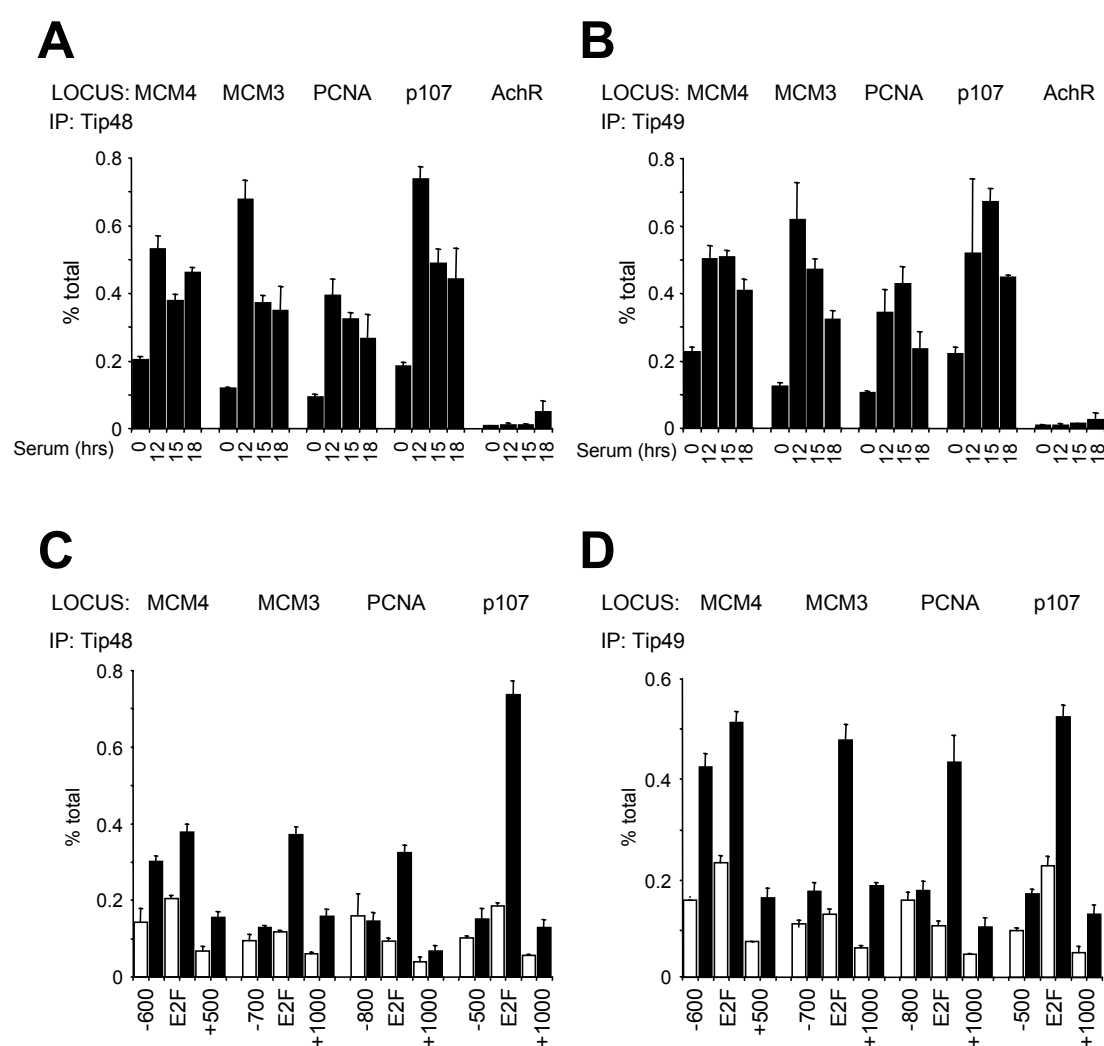 A
LOCUS: MCM4 MCM3 PCNA p107 AchR
IP: Tip48
0.8
0.6
0.4
0.2
0
% total
Serum (hrs) 0 12 15 18 0 12 15 18 0 12 15 18 0 12 15 18 0 12 15 18
B
LOCUS: MCM4 MCM3 PCNA p107 AchR
IP: Tip49
0.8
0.6
0.4
0.2
0
% total
Serum (hrs) 0 12 15 18 0 12 15 18 0 12 15 18 0 12 15 18 0 12 15 18
C
LOCUS: MCM4 MCM3 PCNA p107
IP: Tip48
0.8
0.6
0.4
0.2
0
% total
-600 E2F +500 -700 E2F +1000 -800 E2F +1000 -500 E2F +1000
D
LOCUS: MCM4 MCM3 PCNA p107
IP: Tip49
0.6
0.4
0.2
0
% total
-600 E2F +500 -700 E2F +1000 -800 E2F +1000 -500 E2F +1000